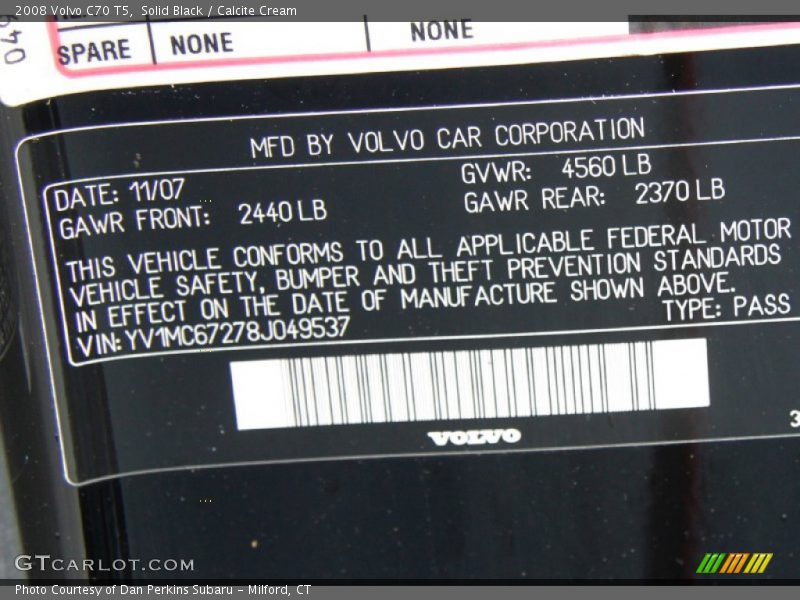 2008 Volvo C70 T5, Solid Black / Calcite Cream
049
SPARE NONE NONE
MFD BY VOLVO CAR CORPORATION
DATE: 11/07 GVWR: 4560 LB
GAWR FRONT: 2440 LB GAWR REAR: 2370 LB
THIS VEHICLE CONFORMS TO ALL APPLICABLE FEDERAL MOTOR
VEHICLE SAFETY, BUMPER AND THEFT PREVENTION STANDARDS
IN EFFECT ON THE DATE OF MANUFACTURE SHOWN ABOVE.
VIN: YV1MC67278J049537 TYPE: PASS
VOLVO
3
GTCARLOT.COM
Photo Courtesy of Dan Perkins Subaru - Milford, CT